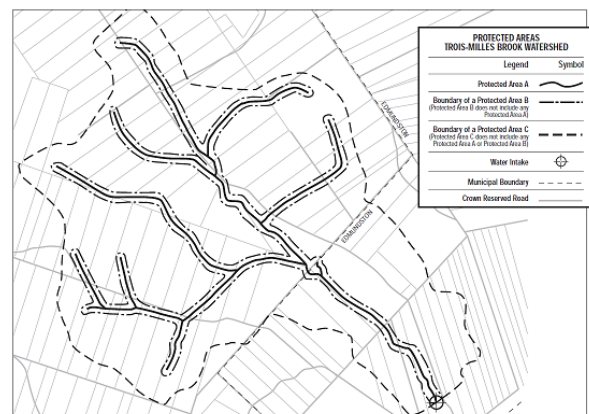 PROTECTED AREAS
TROIS-MILLES BROOK WATERSHED
Legend Symbol
Protected Area A
Boundary of a Protected Area B
(Protected Area B does not include any
Protected Area A)
Boundary of a Protected Area C
(Protected Area C does not include any
Protected Area A or Protected Area B)
Water Intake
Municipal Boundary
Crown Reserved Road
EDMUNDSTON
EDMUNDSTON